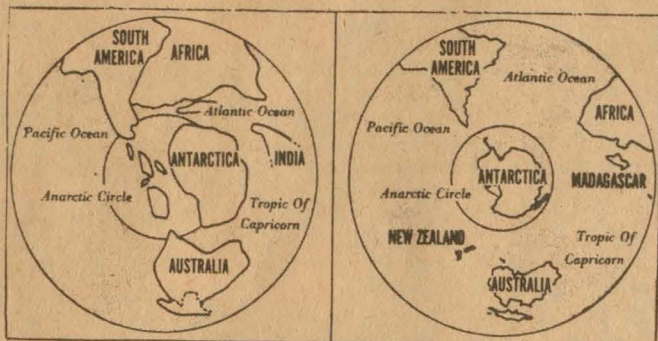 SOUTH
AMERICA
AFRICA
Atlantic Ocean
Pacific Ocean
ANTARCTICA
INDIA
Anarctic Circle
Tropic Of
Capricorn
AUSTRALIA
SOUTH
AMERICA
Atlantic Ocean
AFRICA
Pacific Ocean
ANTARCTICA
MADAGASCAR
Anarctic Circle
NEW ZEALAND
Tropic Of
Capricorn
AUSTRALIA